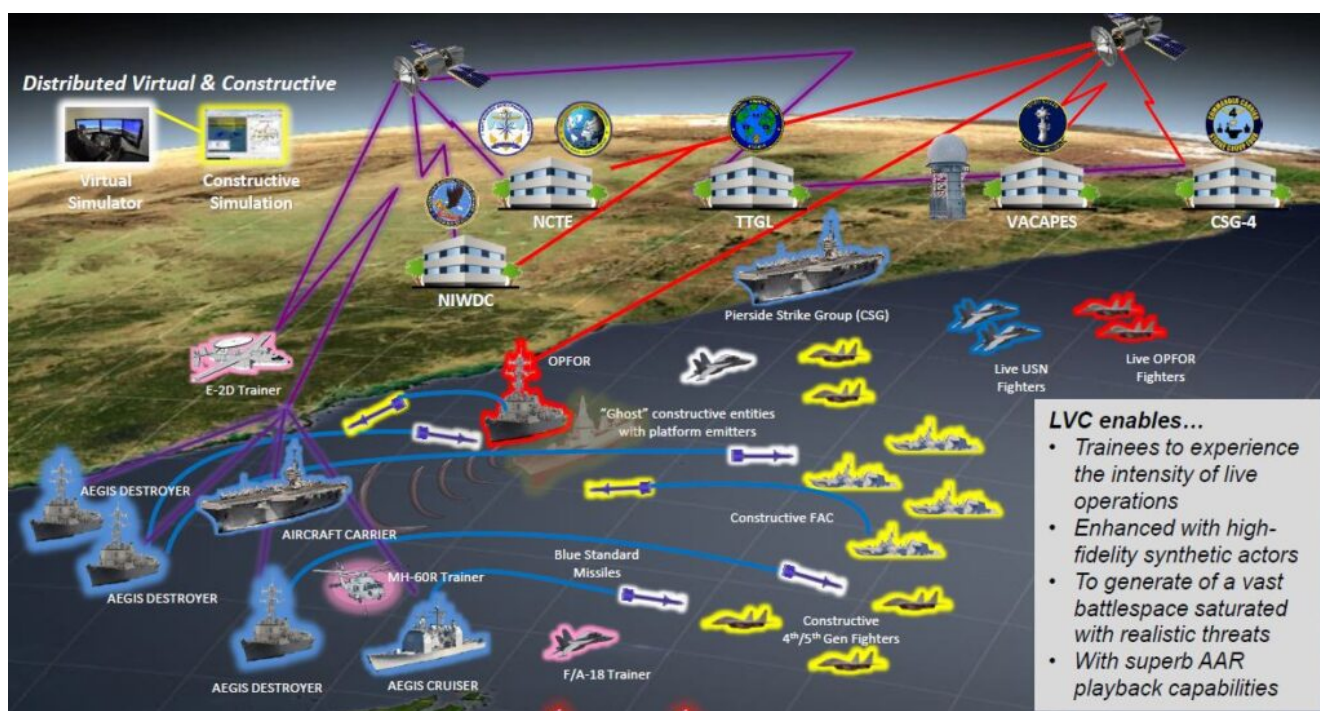 Distributed Virtual & Constructive
Virtual
Simulator
Constructive
Simulation
NCTE
TTGL
VACAPES
CSG-4
4
NIWDC
Pierside Strike Group (CSG)
E-2D Trainer
OPFOR
Live USN
Fighters
Live OPFOR
Fighters
"Ghost" constructive entities
with platform emitters
AEGIS DESTROYER
AIRCRAFT CARRIER
AEGIS DESTROYER
MH-60R Trainer
Blue Standard
Missiles
Constructive FAC
Constructive
4th/5th Gen Fighters
AEGIS DESTROYER
AEGIS CRUISER
F/A-18 Trainer
LVC enables…
• Trainees to experience
the intensity of live
operations
• Enhanced with high-
fidelity synthetic actors
• To generate of a vast
battlespace saturated
with realistic threats
• With superb AAR
playback capabilities